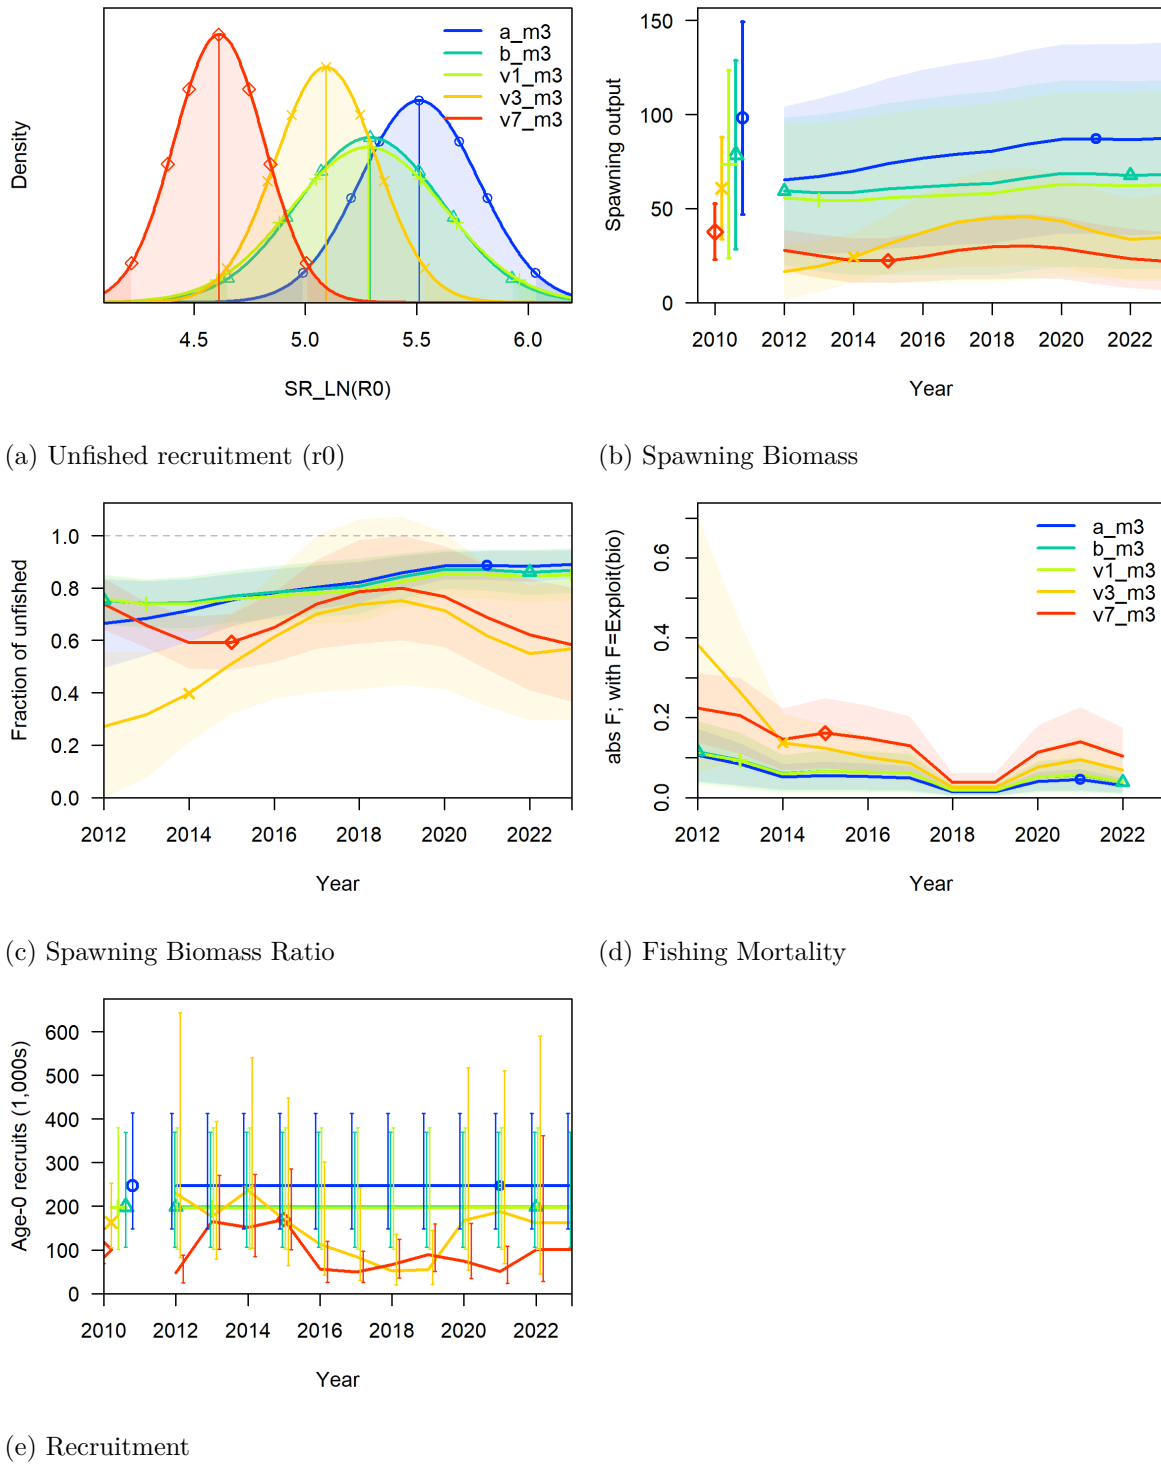 a_m3
b_m3
v1_m3
v3_m3
v7_m3
Density
4.5 5.0 5.5 6.0
SR_LN(R0)
(a) Unfished recruitment (r0)
150
100
50
0
Spawning output
2010 2012 2014 2016 2018 2020 2022
Year
(b) Spawning Biomass
1.0
0.8
0.6
0.4
0.2
0.0
Fraction of unfished
2012 2014 2016 2018 2020 2022
Year
(c) Spawning Biomass Ratio
a_m3
b_m3
v1_m3
v3_m3
v7_m3
0.6
0.4
0.2
0.0
abs F; with F=Exploit(bio)
2012 2014 2016 2018 2020 2022
Year
(d) Fishing Mortality
600
500
400
300
200
100
0
Age-0 recruits (1,000s)
2010 2012 2014 2016 2018 2020 2022
Year
(e) Recruitment